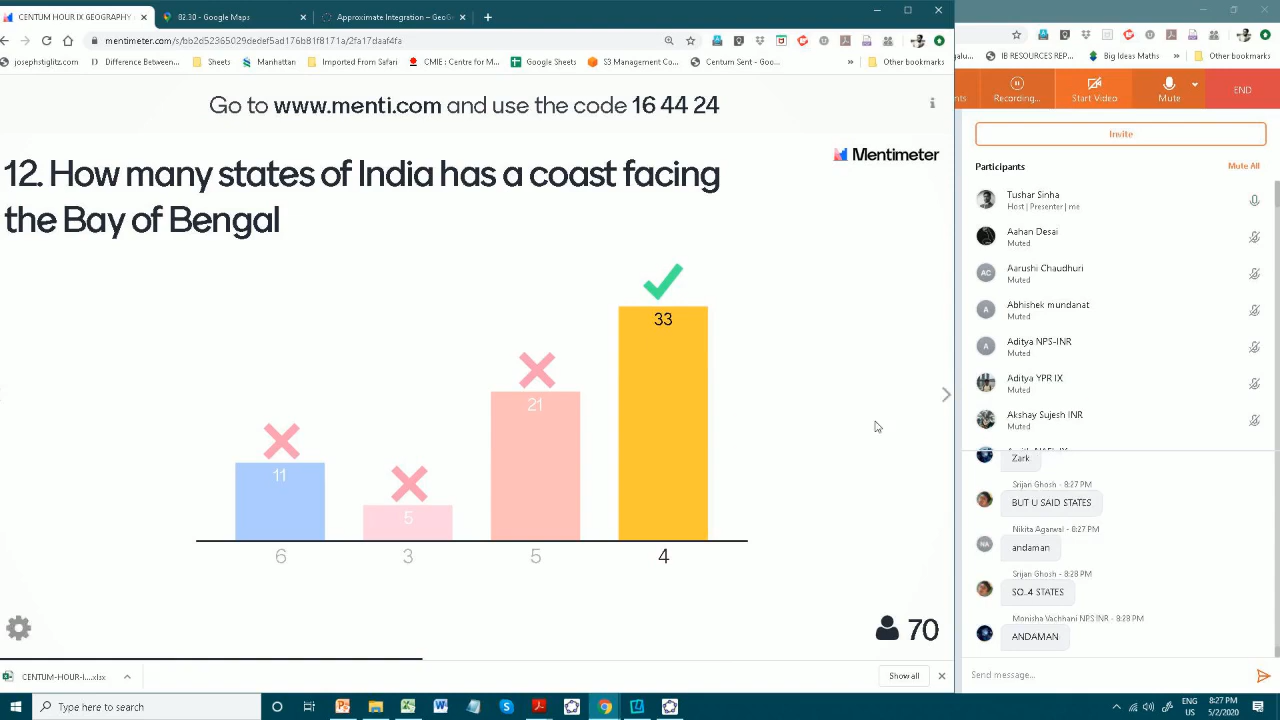 CENTUM HOUR IX GEOGRAPHY
82.30 - Google Maps
Approximate Integration – GeoG
mentimeter.com/s/bb2d52365029dedef5ad176b81f8171a/2fa17daaf4fa
josephstiglitz.com
Difference Between...
Sheets
Manhattan
Imported From Safari
CMIE : Centre for M...
Google Sheets
S3 Management Co...
Centum Sent - Goo...
»
Other bookmarks
IB RESOURCES REP...
Big Ideas Maths
»
Other bookmarks
Go to www.menti.com and use the code 16 44 24
Mentimeter
12. How many states of India has a coast facing
the Bay of Bengal
11
5
21
33
6
3
5
4
70
CENTUM-HOUR-I....xlsx
Show all
Recording...
Start Video
Mute
END
Invite
Participants
Mute All
Tushar Sinha
Host | Presenter | me
Aahan Desai
Muted
AC
Aarushi Chaudhuri
Muted
A
Abhishek mundanat
Muted
A
Aditya NPS-INR
Muted
Aditya YPR IX
Muted
Akshay Sujesh INR
Muted
Zark
Srijan Ghosh - 8:27 PM
BUT U SAID STATES
Nikita Agarwal - 8:27 PM
NA
andaman
Srijan Ghosh - 8:28 PM
SO..4 STATES
Monisha Vachhani NPS INR - 8:28 PM
ANDAMAN
Send message...
Type here to search
ENG
US
8:27 PM
5/2/2020